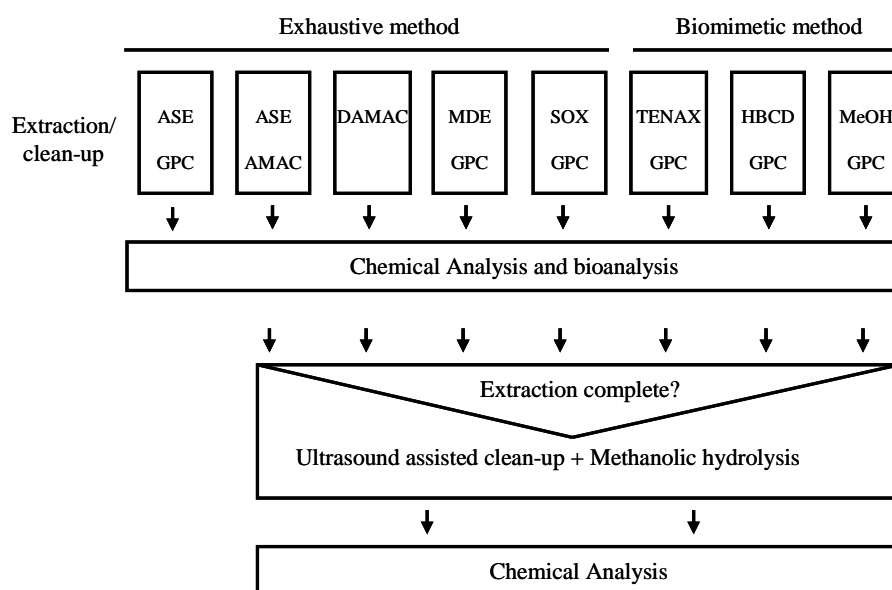 Exhaustive method
Biomimetic method
Extraction/
clean-up
ASE
GPC
ASE
AMAC
DAMAC
MDE
GPC
SOX
GPC
TENAX
GPC
HBCD
GPC
MeOH
GPC
Chemical Analysis and bioanalysis
Extraction complete?
Ultrasound assisted clean-up + Methanolic hydrolysis
Chemical Analysis